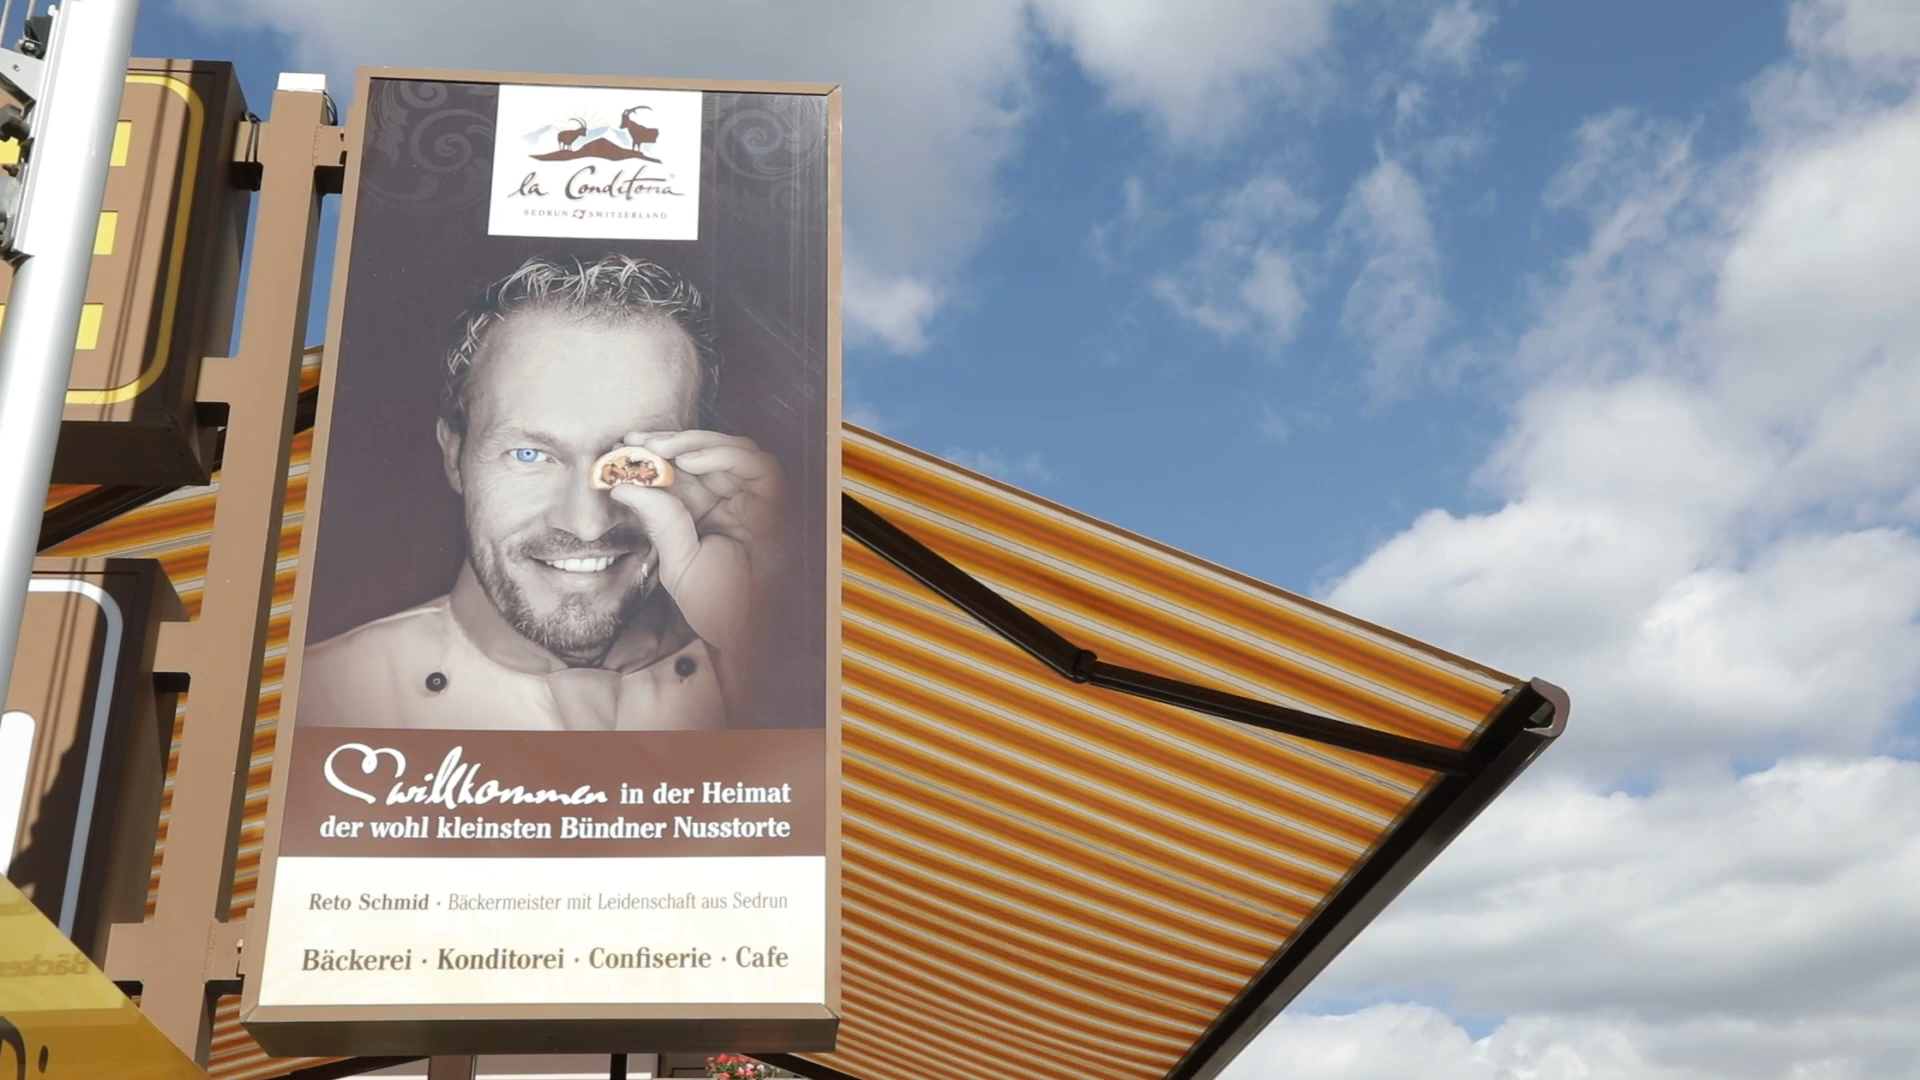 la Conditoria
SEDRUN SWITZERLAND
willkommen in der Heimat
der wohl kleinsten Bündner Nusstorte
Reto Schmid · Bäckermeister mit Leidenschaft aus Sedrun
Bäckerei · Konditorei · Confiserie · Cafe